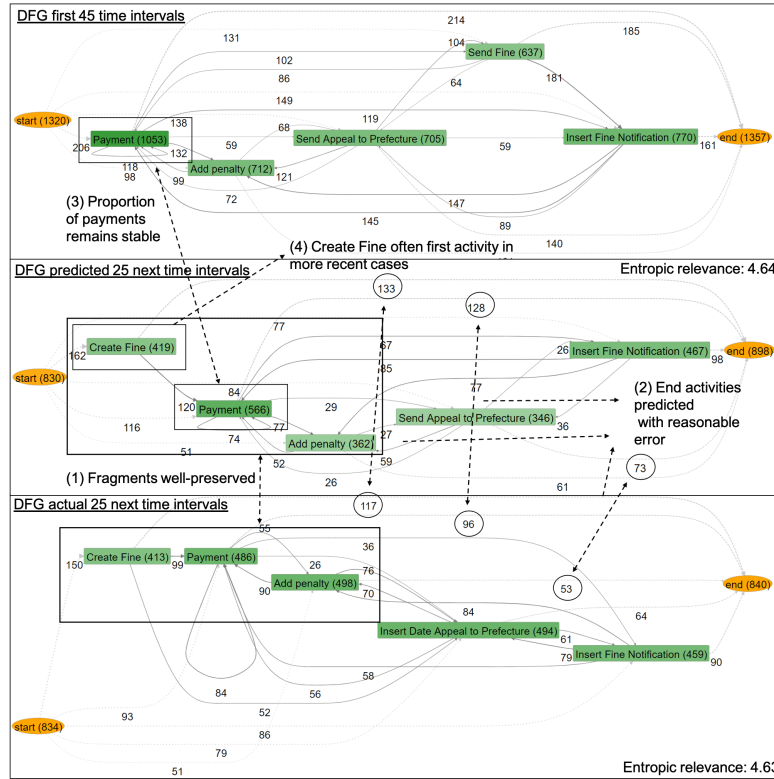 DFG first 45 time intervals
214
185
131
104
Send Fine (637)
102
86
64
181
149
start (1320)
138
119
68
Payment (1053)
Send Appeal to Prefecture (705)
Insert Fine Notification (770)
end (1357)
206
132
59
59
161
118
Add penalty (712)
98
99
121
72
147
(3) Proportion
of payments
remains stable
145
89
140
(4) Create Fine often first activity in
more recent cases
DFG predicted 25 next time intervals
Entropic relevance: 4.64
133
128
77
Create Fine (419)
67
26
Insert Fine Notification (467)
end (898)
162
85
98
start (830)
84
77
120
Payment (566)
29
(2) End activities
predicted
with reasonable
error
116
Send Appeal to Prefecture (346)
74
77
27
36
Add penalty (362)
51
52
59
73
(1) Fragments well-preserved
26
61
DFG actual 25 next time intervals
117
96
55
36
Create Fine (413)
Payment (486)
150
99
26
76
Add penalty (498)
end (840)
90
70
53
84
64
Insert Date Appeal to Prefecture (494)
61
Insert Fine Notification (459)
79
90
58
84
56
93
52
start (834)
86
79
51
Entropic relevance: 4.63